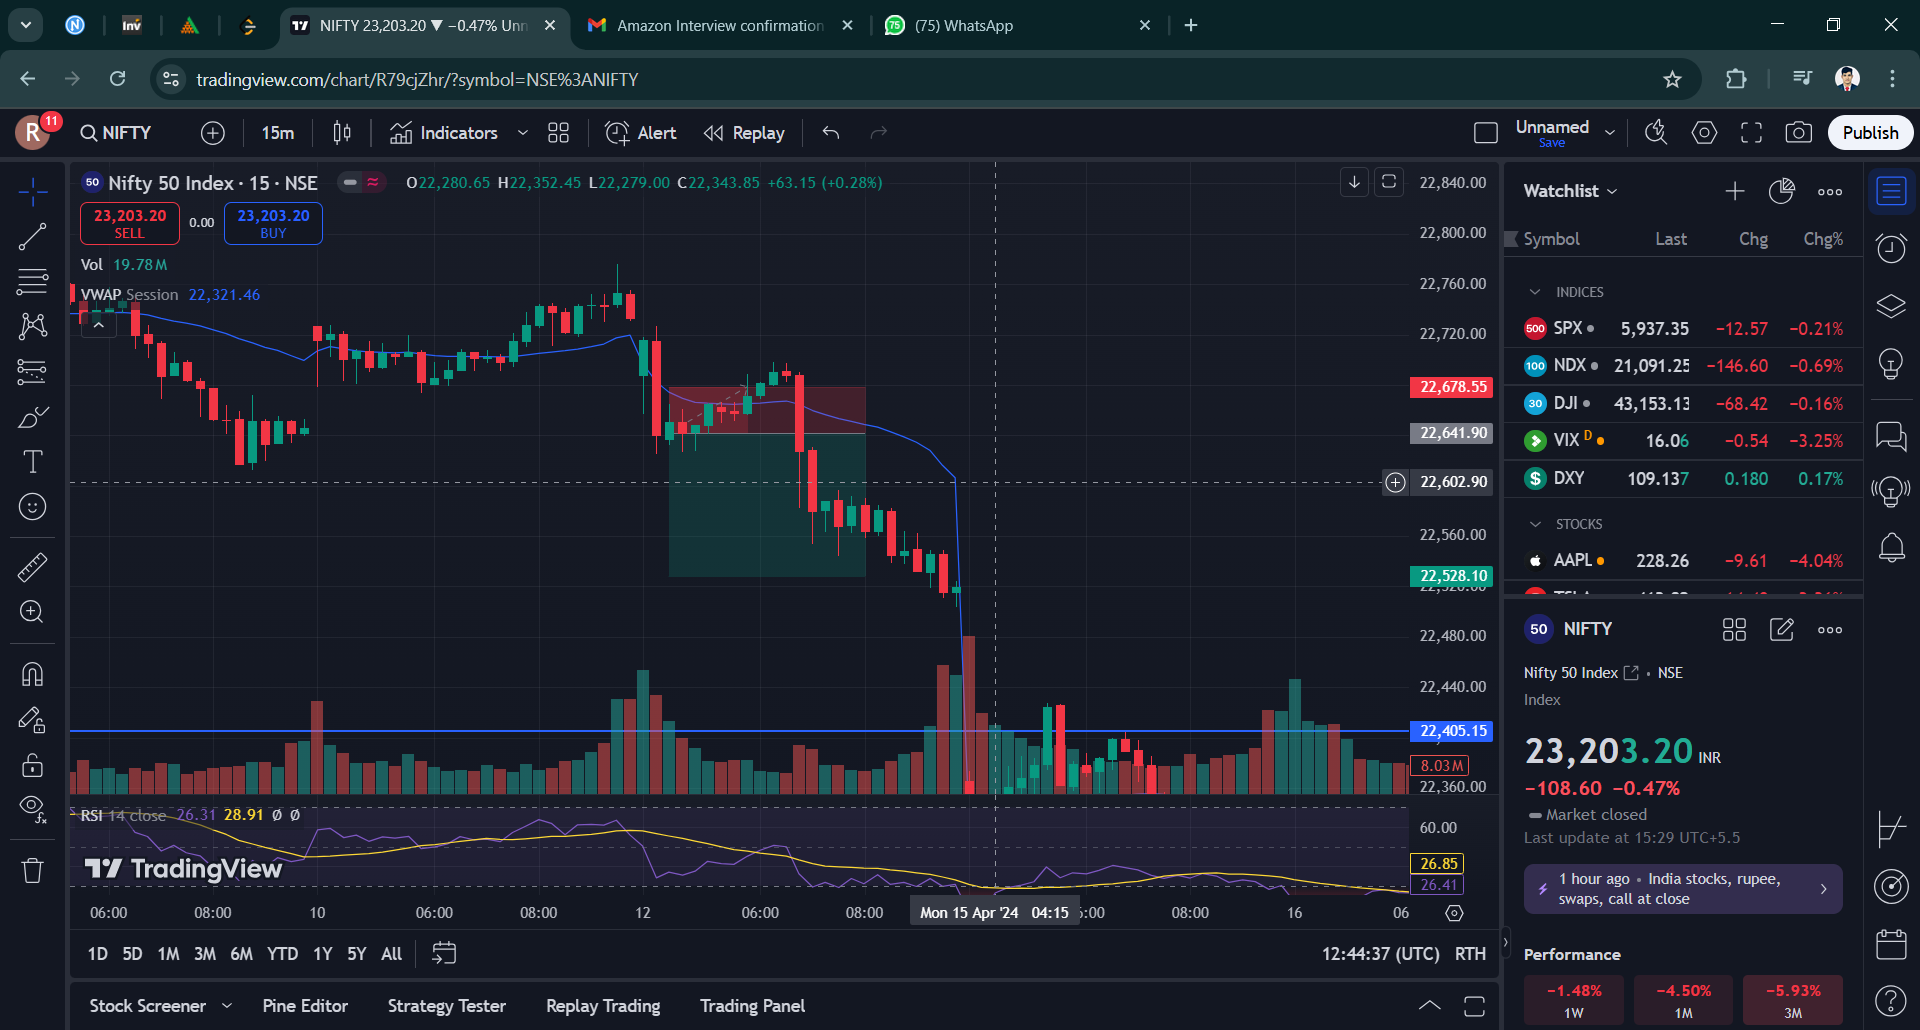 Inv
NIFTY 23,203.20 ▼ −0.47% Unn
Amazon Interview confirmation
75
(75) WhatsApp
tradingview.com/chart/R79cjZhr/?symbol=NSE%3ANIFTY
R
11
NIFTY
15m
Indicators
Alert
Replay
Unnamed
Save
Publish
50 Nifty 50 Index · 15 · NSE
O22,280.65 H22,352.45 L22,279.00 C22,343.85 +63.15 (+0.28%)
23,203.20
SELL
0.00
23,203.20
BUY
Vol 19.78 M
VWAP Session 22,321.46
22,840.00
22,800.00
22,760.00
22,720.00
22,678.55
22,641.90
22,602.90
22,560.00
22,528.10
22,520.00
22,480.00
22,440.00
22,405.15
8.03 M
22,360.00
RSI 14 close 26.31 28.91 Ø Ø
60.00
26.85
26.41
TradingView
06:00
08:00
10
06:00
08:00
12
06:00
08:00
Mon 15 Apr '24 04:15
08:00
16
06
1D 5D 1M 3M 6M YTD 1Y 5Y All
12:44:37 (UTC) RTH
Stock Screener
Pine Editor
Strategy Tester
Replay Trading
Trading Panel
Watchlist
Symbol Last Chg Chg%
INDICES
500 SPX 5,937.35 −12.57 −0.21%
100 NDX 21,091.25 −146.60 −0.69%
30 DJI 43,153.13 −68.42 −0.16%
VIX D 16.06 −0.54 −3.25%
$ DXY 109.137 0.180 0.17%
STOCKS
AAPL 228.26 −9.61 −4.04%
50 NIFTY
Nifty 50 Index • NSE
Index
23,203.20 INR
−108.60 −0.47%
Market closed
Last update at 15:29 UTC+5.5
1 hour ago • India stocks, rupee,
swaps, call at close
Performance
−1.48% −4.50% −5.93%
1W 1M 3M